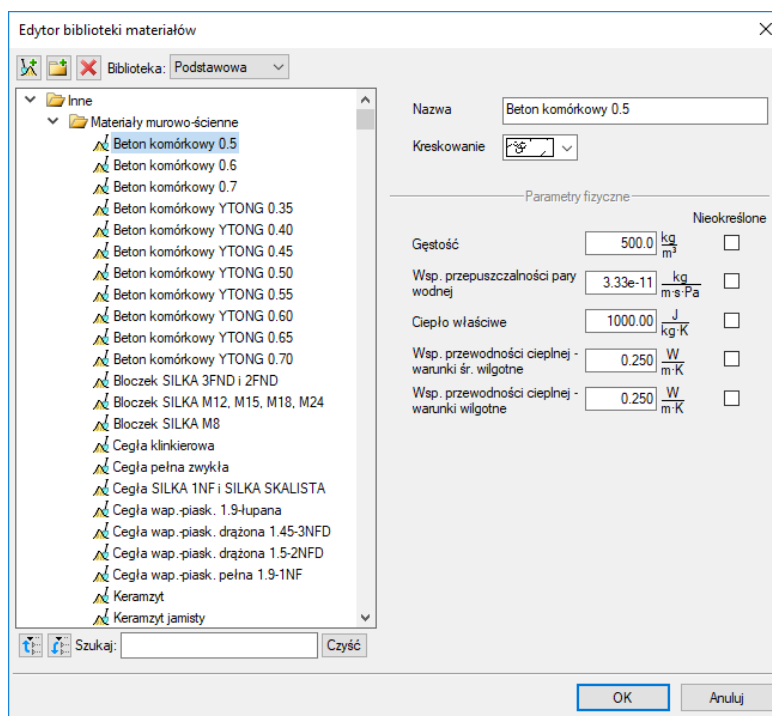 Edytor biblioteki materiałów
Biblioteka: Podstawowa
Inne
Materiały murowo-ścienne
Beton komórkowy 0.5
Beton komórkowy 0.6
Beton komórkowy 0.7
Beton komórkowy YTONG 0.35
Beton komórkowy YTONG 0.40
Beton komórkowy YTONG 0.45
Beton komórkowy YTONG 0.50
Beton komórkowy YTONG 0.55
Beton komórkowy YTONG 0.60
Beton komórkowy YTONG 0.65
Beton komórkowy YTONG 0.70
Bloczek SILKA 3FND i 2FND
Bloczek SILKA M12, M15, M18, M24
Bloczek SILKA M8
Cegła klinkierowa
Cegła pełna zwykła
Cegła SILKA 1NF i SILKA SKALISTA
Cegła wap.-piask. 1.9-łupana
Cegła wap.-piask. drążona 1.45-3NFD
Cegła wap.-piask. drążona 1.5-2NFD
Cegła wap.-piask. pełna 1.9-1NF
Keramzyt
Keramzyt jamisty
Szukaj: Czyść
Nazwa Beton komórkowy 0.5
Kreskowanie
Parametry fizyczne
Nieokreślone
Gęstość 500.0 kg/m³
Wsp. przepuszczalności pary
wodnej 3.33e-11 kg/m·s·Pa
Ciepło właściwe 1000.00 J/kg·K
Wsp. przewodności cieplnej -
warunki śr. wilgotne 0.250 W/m·K
Wsp. przewodności cieplnej -
warunki wilgotne 0.250 W/m·K
OK Anuluj